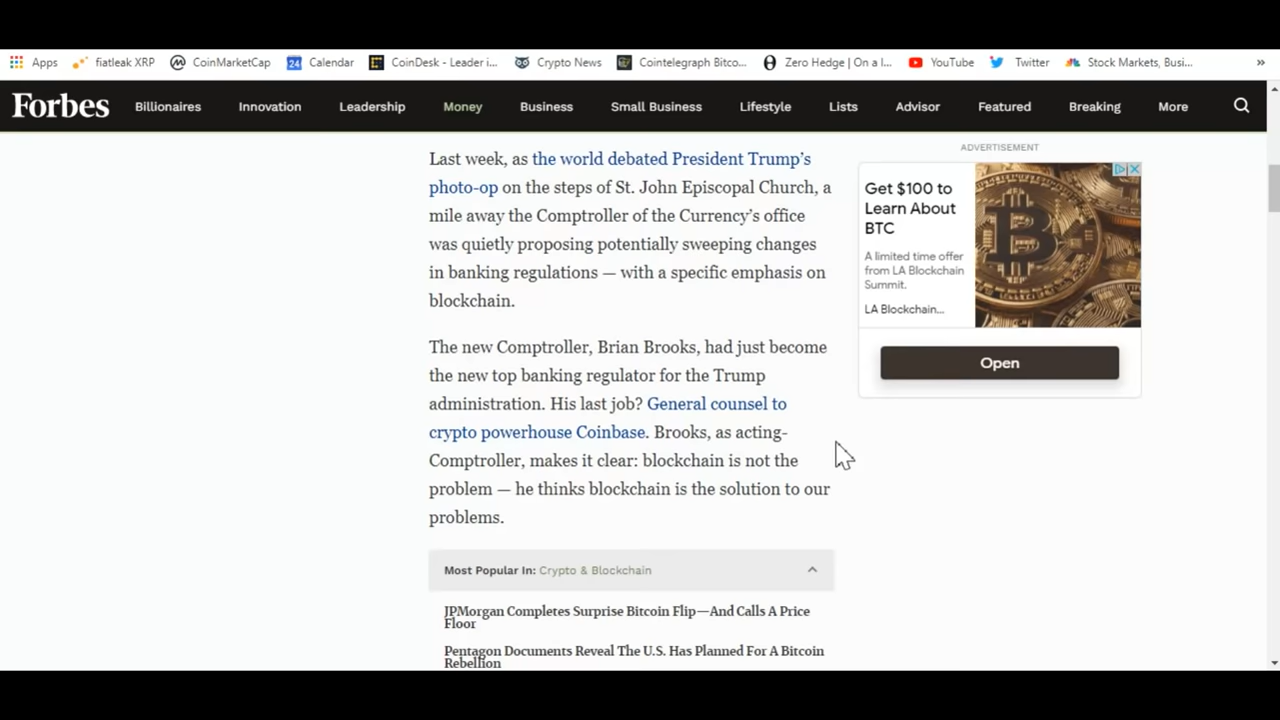 Apps fiatleak XRP CoinMarketCap 24 Calendar CoinDesk - Leader i... Crypto News Cointelegraph Bitco... Zero Hedge | On a l... YouTube Twitter Stock Markets, Busi... »
Forbes Billionaires Innovation Leadership Money Business Small Business Lifestyle Lists Advisor Featured Breaking More
Last week, as the world debated President Trump's
photo-op on the steps of St. John Episcopal Church, a
mile away the Comptroller of the Currency's office
was quietly proposing potentially sweeping changes
in banking regulations — with a specific emphasis on
blockchain.
The new Comptroller, Brian Brooks, had just become
the new top banking regulator for the Trump
administration. His last job? General counsel to
crypto powerhouse Coinbase. Brooks, as acting-
Comptroller, makes it clear: blockchain is not the
problem — he thinks blockchain is the solution to our
problems.
Most Popular In: Crypto & Blockchain
JPMorgan Completes Surprise Bitcoin Flip—And Calls A Price
Floor
Pentagon Documents Reveal The U.S. Has Planned For A Bitcoin
Rebellion
ADVERTISEMENT
Get $100 to
Learn About
BTC
A limited time offer
from LA Blockchain
Summit.
LA Blockchain...
Open